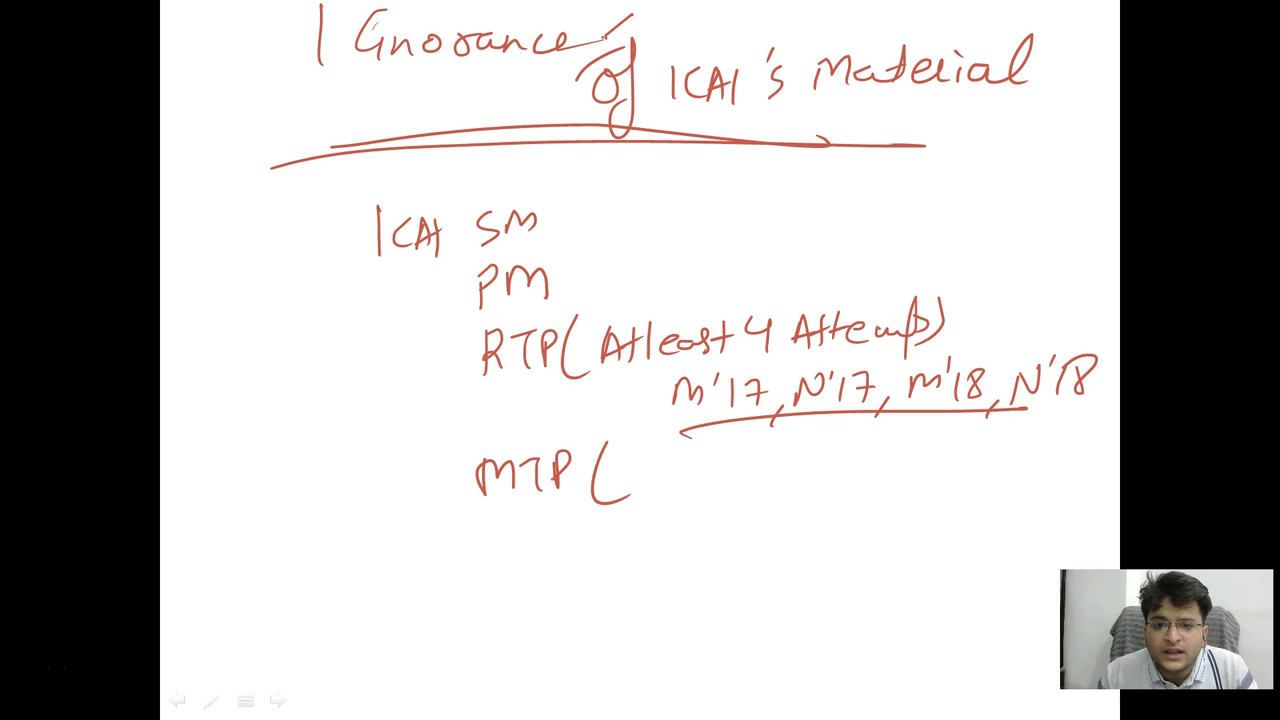 Ignorance
of ICAI's Material
ICAI SM
PM
RTP (Atleast 4 Attempts)
M'17, N'17, M'18, N'18
MTP (